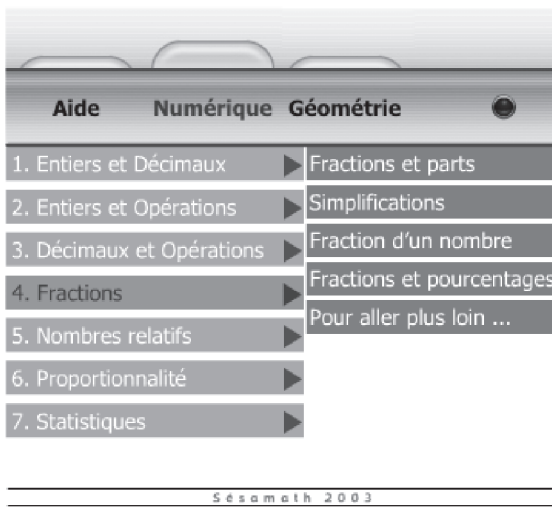 Aide Numérique Géométrie
1. Entiers et Décimaux
2. Entiers et Opérations
3. Décimaux et Opérations
4. Fractions
5. Nombres relatifs
6. Proportionnalité
7. Statistiques
Fractions et parts
Simplifications
Fraction d'un nombre
Fractions et pourcentages
Pour aller plus loin ...
Sésamath 2003